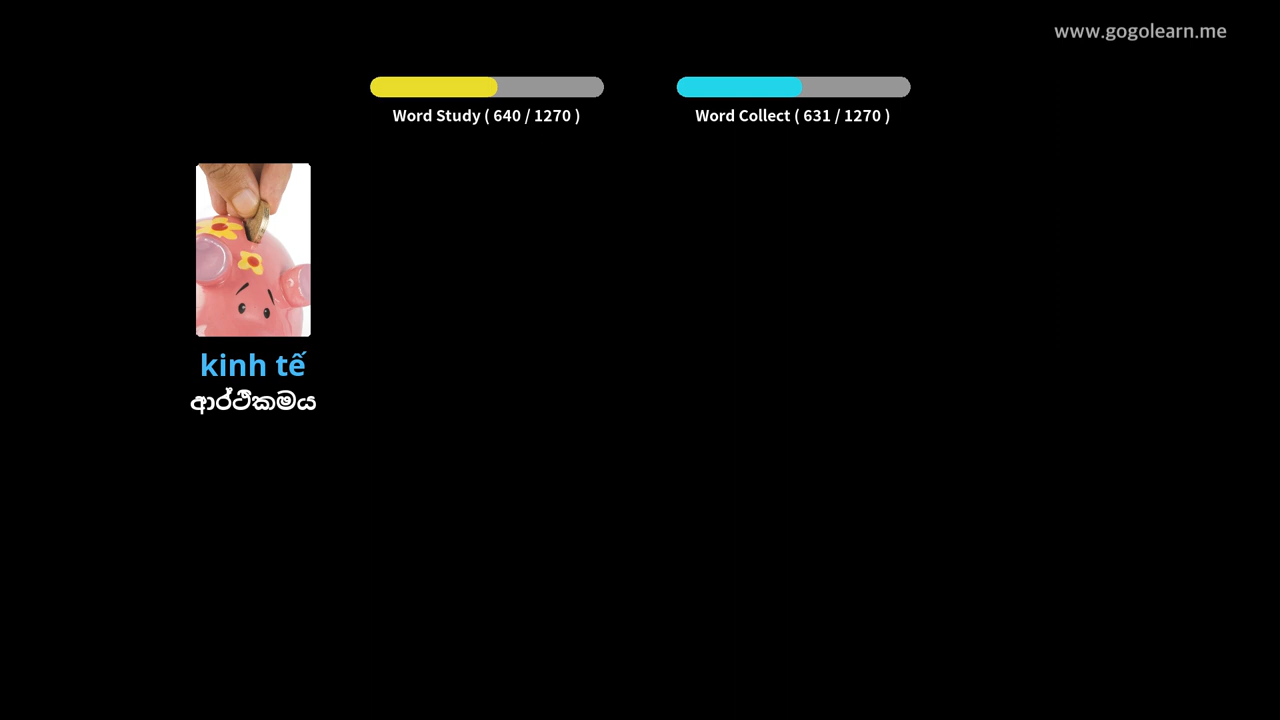 www.gogolearn.me
Word Study ( 640 / 1270 )
Word Collect ( 631 / 1270 )
kinh tế
ආර්ථිකමය